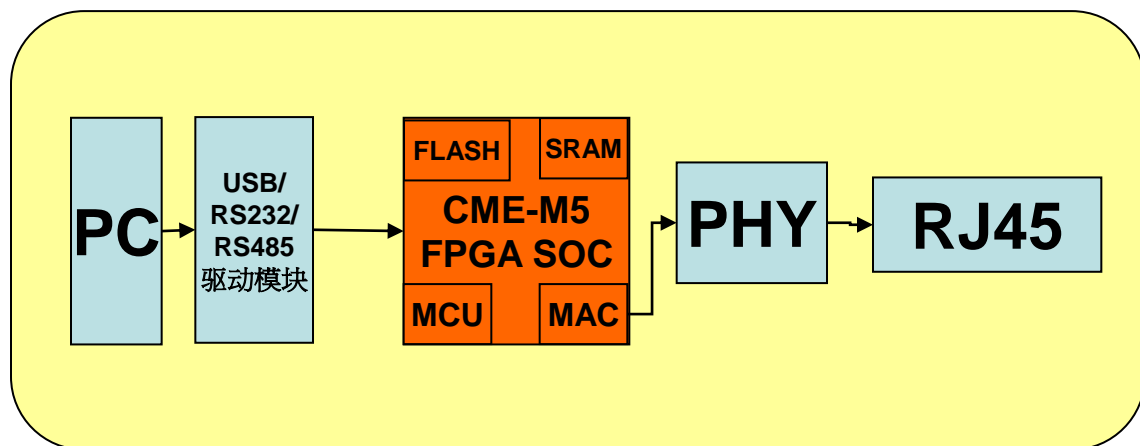 PC
USB/
RS232/
RS485
驱动模块
FLASH
SRAM
CME-M5
FPGA SOC
MCU
MAC
PHY
RJ45